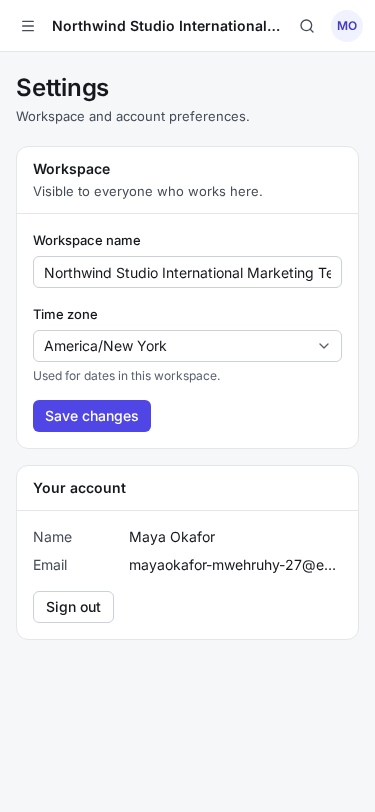 Northwind Studio International...
MO
Settings
Workspace and account preferences.
Workspace
Visible to everyone who works here.
Workspace name
Northwind Studio International Marketing Te
Time zone
America/New York
Used for dates in this workspace.
Save changes
Your account
Name Maya Okafor
Email mayaokafor-mwehruhy-27@e...
Sign out